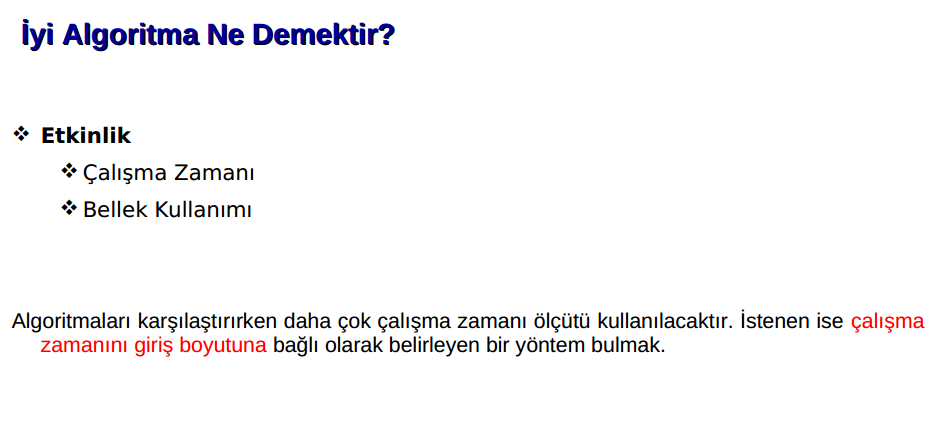 İyi Algoritma Ne Demektir?
❖ Etkinlik
❖ Çalışma Zamanı
❖ Bellek Kullanımı
Algoritmaları karşılaştırırken daha çok çalışma zamanı ölçütü kullanılacaktır. İstenen ise çalışma
zamanını giriş boyutuna bağlı olarak belirleyen bir yöntem bulmak.